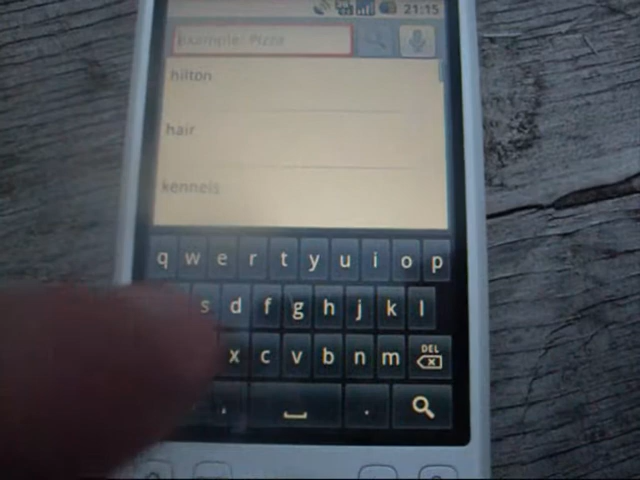 21:15
Example: Pizza
hilton
hair
kennels
q w e r t y u i o p
s d f g h j k l
x c v b n m DEL
, .